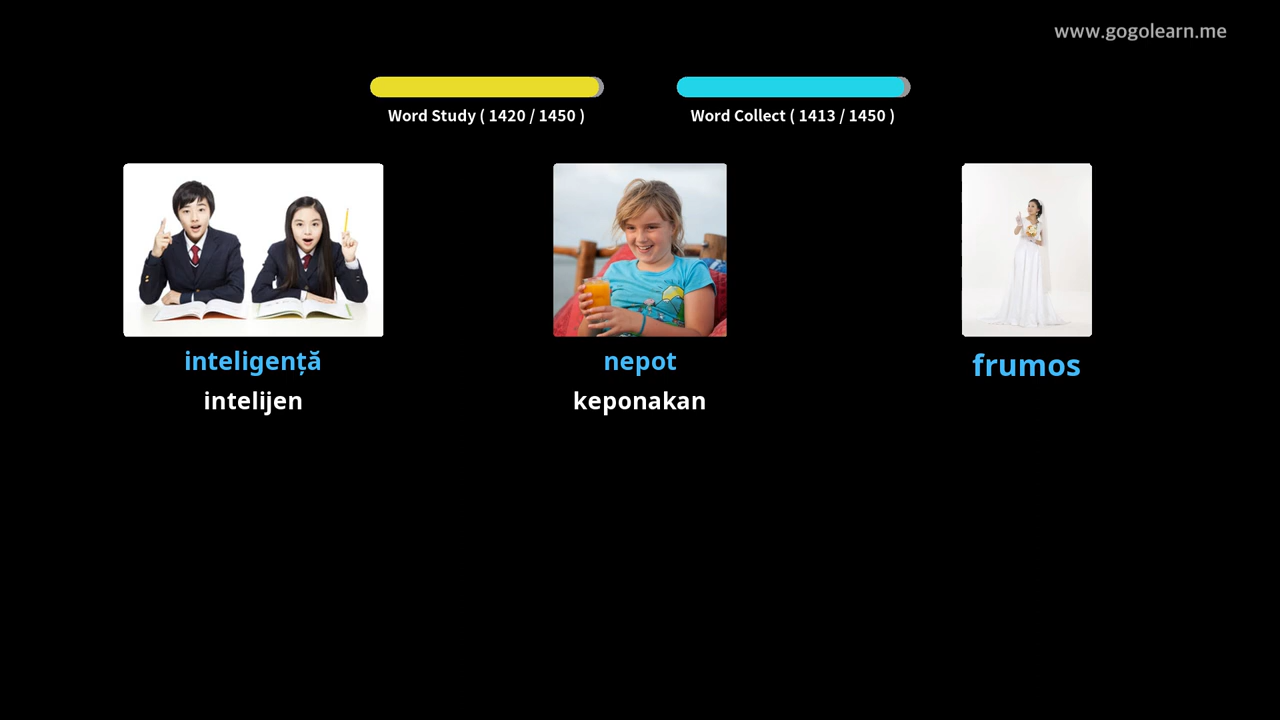 www.gogolearn.me
Word Study ( 1420 / 1450 )
Word Collect ( 1413 / 1450 )
inteligență
intelijen
nepot
keponakan
frumos